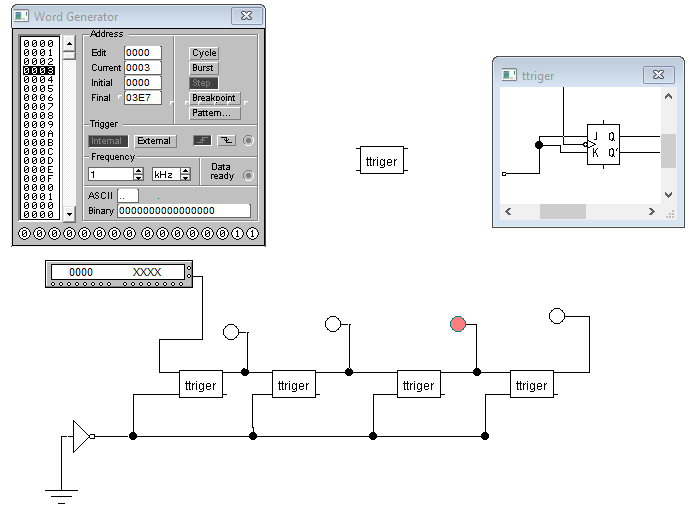 Word Generator
0000
0001
0002
0003
0004
0005
0006
0007
0008
0009
000A
000B
000C
000D
000E
000F
0000
0001
0000
0000
Address
Edit 0000
Current 0003
Initial 0000
Final 03E7
Cycle
Burst
Step
Breakpoint
Pattern...
Trigger
Internal External
Frequency
1 kHz
Data
ready
ASCII ..
Binary 0000000000000000
0 0 0 0 0 0 0 0 0 0 0 0 0 0 1 1
ttriger
ttriger
J Q
K Q'
0000 XXXX
ttriger ttriger ttriger ttriger